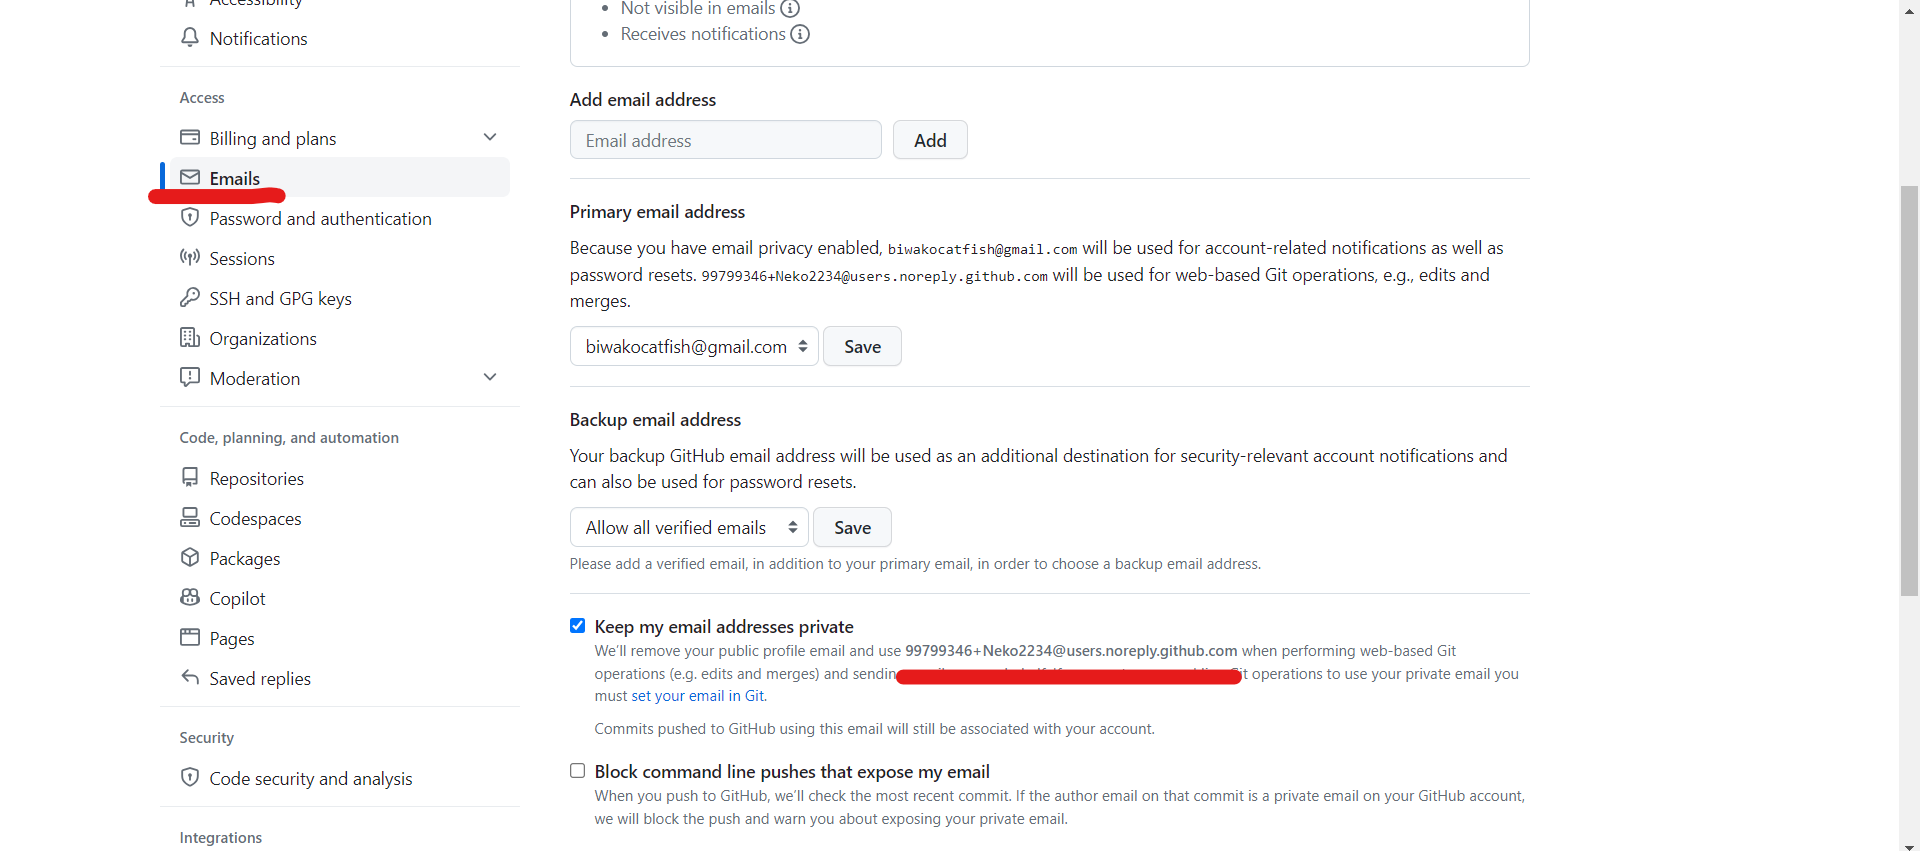 Accessibility
Notifications
Access
Billing and plans
Emails
Password and authentication
Sessions
SSH and GPG keys
Organizations
Moderation
Code, planning, and automation
Repositories
Codespaces
Packages
Copilot
Pages
Saved replies
Security
Code security and analysis
Integrations
Not visible in emails
Receives notifications
Add email address
Email address
Add
Primary email address
Because you have email privacy enabled, biwakocatfish@gmail.com will be used for account-related notifications as well as
password resets. 99799346+Neko2234@users.noreply.github.com will be used for web-based Git operations, e.g., edits and
merges.
biwakocatfish@gmail.com Save
Backup email address
Your backup GitHub email address will be used as an additional destination for security-relevant account notifications and
can also be used for password resets.
Allow all verified emails Save
Please add a verified email, in addition to your primary email, in order to choose a backup email address.
Keep my email addresses private
We'll remove your public profile email and use 99799346+Neko2234@users.noreply.github.com when performing web-based Git
operations (e.g. edits and merges) and sending operations to use your private email you
must set your email in Git.
Commits pushed to GitHub using this email will still be associated with your account.
Block command line pushes that expose my email
When you push to GitHub, we'll check the most recent commit. If the author email on that commit is a private email on your GitHub account,
we will block the push and warn you about exposing your private email.